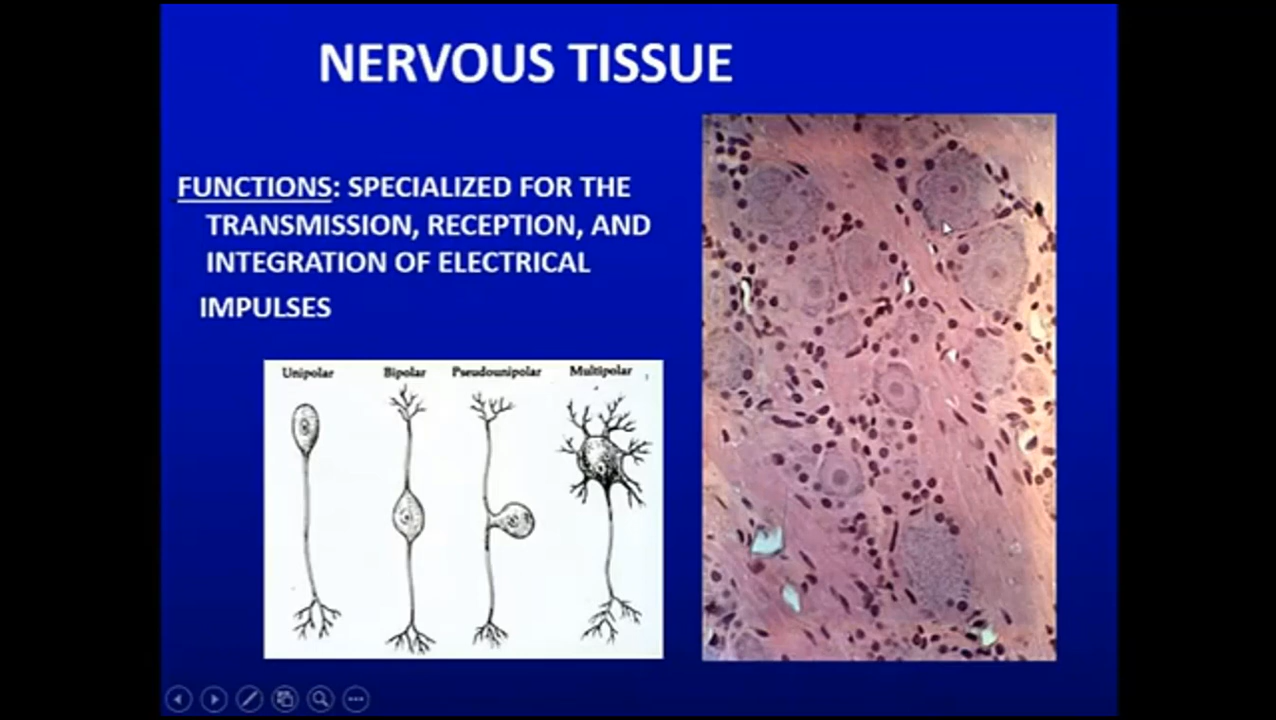 NERVOUS TISSUE
FUNCTIONS: SPECIALIZED FOR THE
TRANSMISSION, RECEPTION, AND
INTEGRATION OF ELECTRICAL
IMPULSES
Unipolar Bipolar Pseudounipolar Multipolar